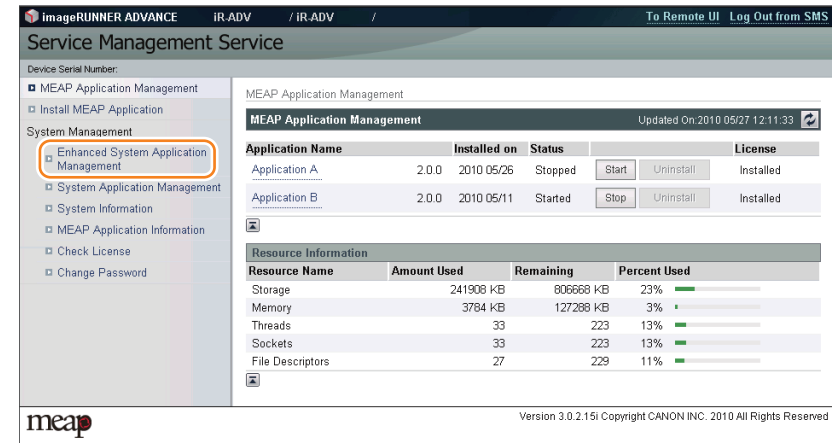 imageRUNNER ADVANCE iR-ADV / iR-ADV / To Remote UI Log Out from SMS
Service Management Service
Device Serial Number:
MEAP Application Management
Install MEAP Application
System Management
Enhanced System Application
Management
System Application Management
System Information
MEAP Application Information
Check License
Change Password
MEAP Application Management
MEAP Application Management Updated On:2010 05/27 12:11:33
Application Name Installed on Status License
Application A 2.0.0 2010 05/26 Stopped Start Uninstall Installed
Application B 2.0.0 2010 05/11 Started Stop Uninstall Installed
Resource Information
Resource Name Amount Used Remaining Percent Used
Storage 241908 KB 806668 KB 23%
Memory 3784 KB 127288 KB 3%
Threads 33 223 13%
Sockets 33 223 13%
File Descriptors 27 229 11%
meap Version 3.0.2.15i Copyright CANON INC. 2010 All Rights Reserved